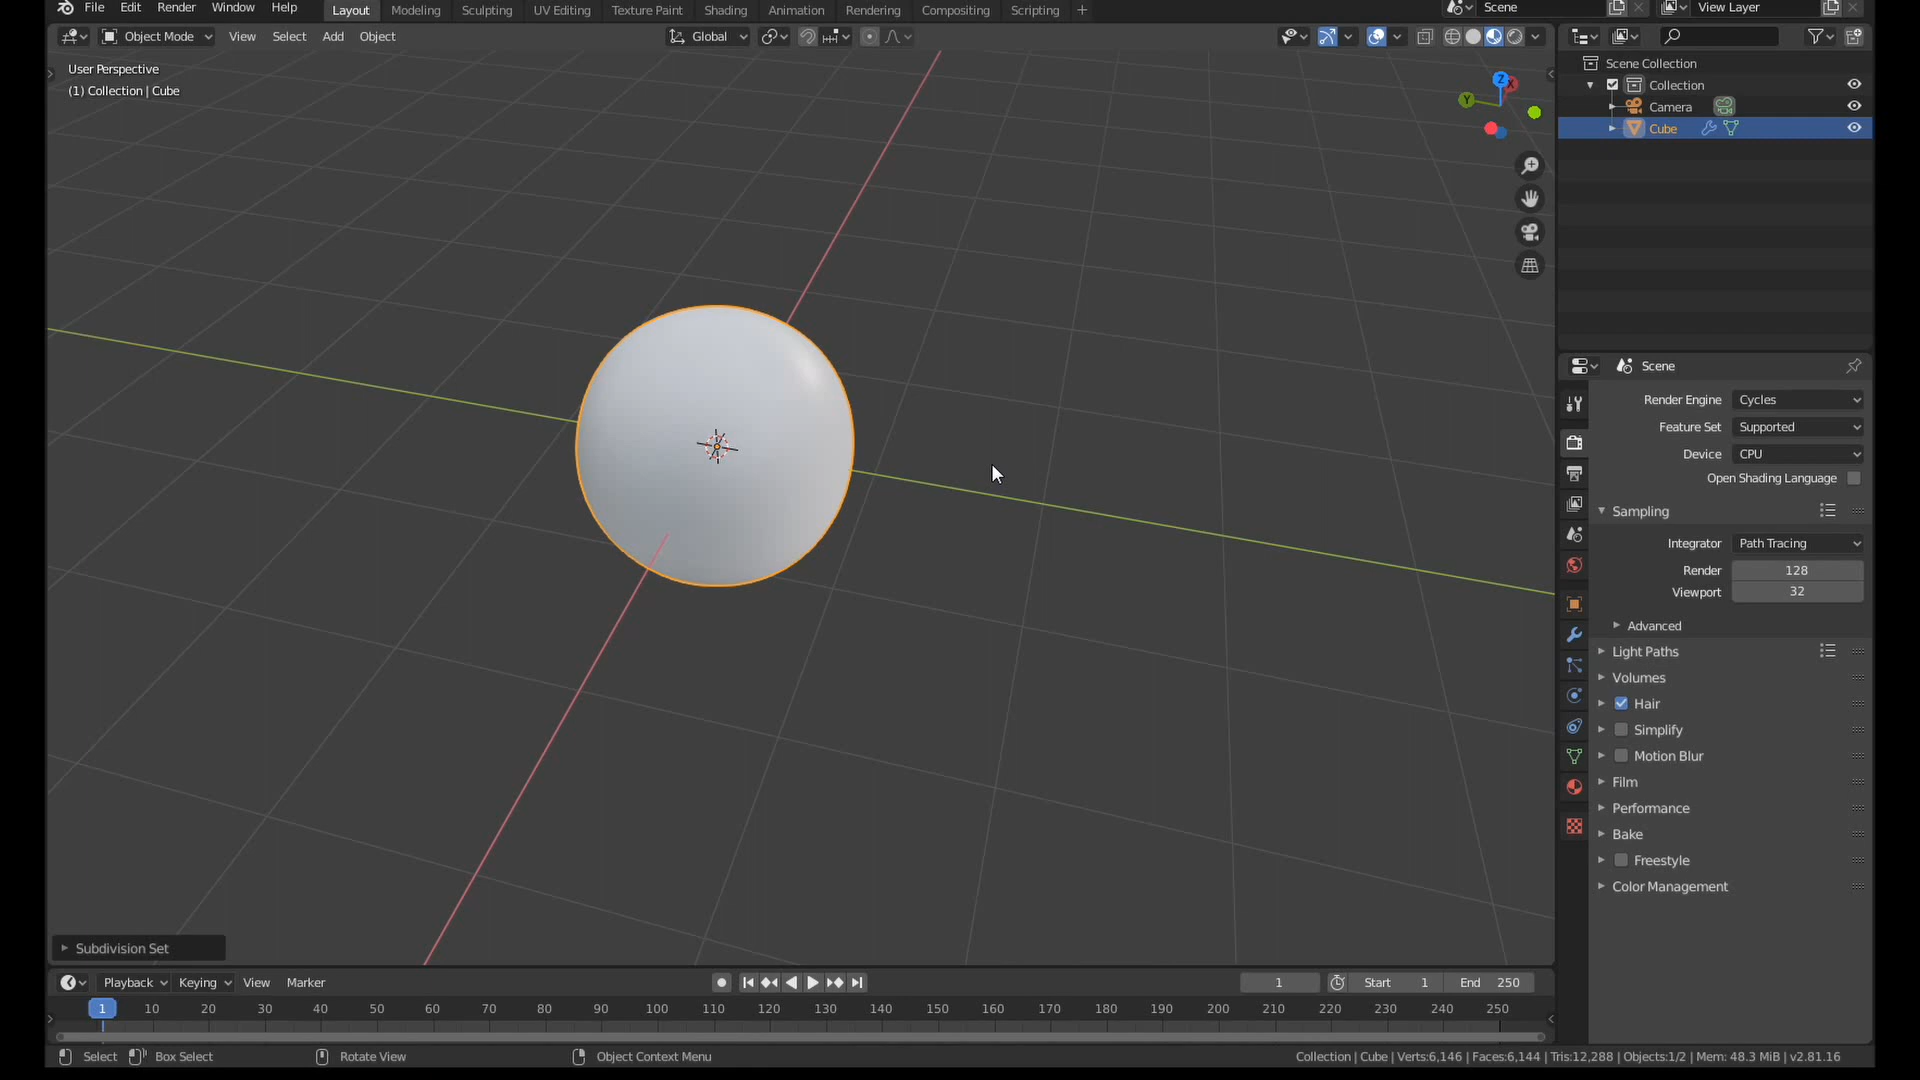 File Edit Render Window Help Layout Modeling Sculpting UV Editing Texture Paint Shading Animation Rendering Compositing Scripting + Scene View Layer
Object Mode View Select Add Object Global
User Perspective
(1) Collection | Cube
Z
X
Y
Scene Collection
Collection
Camera
Cube
Scene
Render Engine Cycles
Feature Set Supported
Device CPU
Open Shading Language
Sampling
Integrator Path Tracing
Render 128
Viewport 32
Advanced
Light Paths
Volumes
Hair
Simplify
Motion Blur
Film
Performance
Bake
Freestyle
Color Management
Subdivision Set
Playback Keying View Marker 1 Start 1 End 250
1 10 20 30 40 50 60 70 80 90 100 110 120 130 140 150 160 170 180 190 200 210 220 230 240 250
Select Box Select Rotate View Object Context Menu Collection | Cube | Verts:6,146 | Faces:6,144 | Tris:12,288 | Objects:1/2 | Mem: 48.3 MiB | v2.81.16